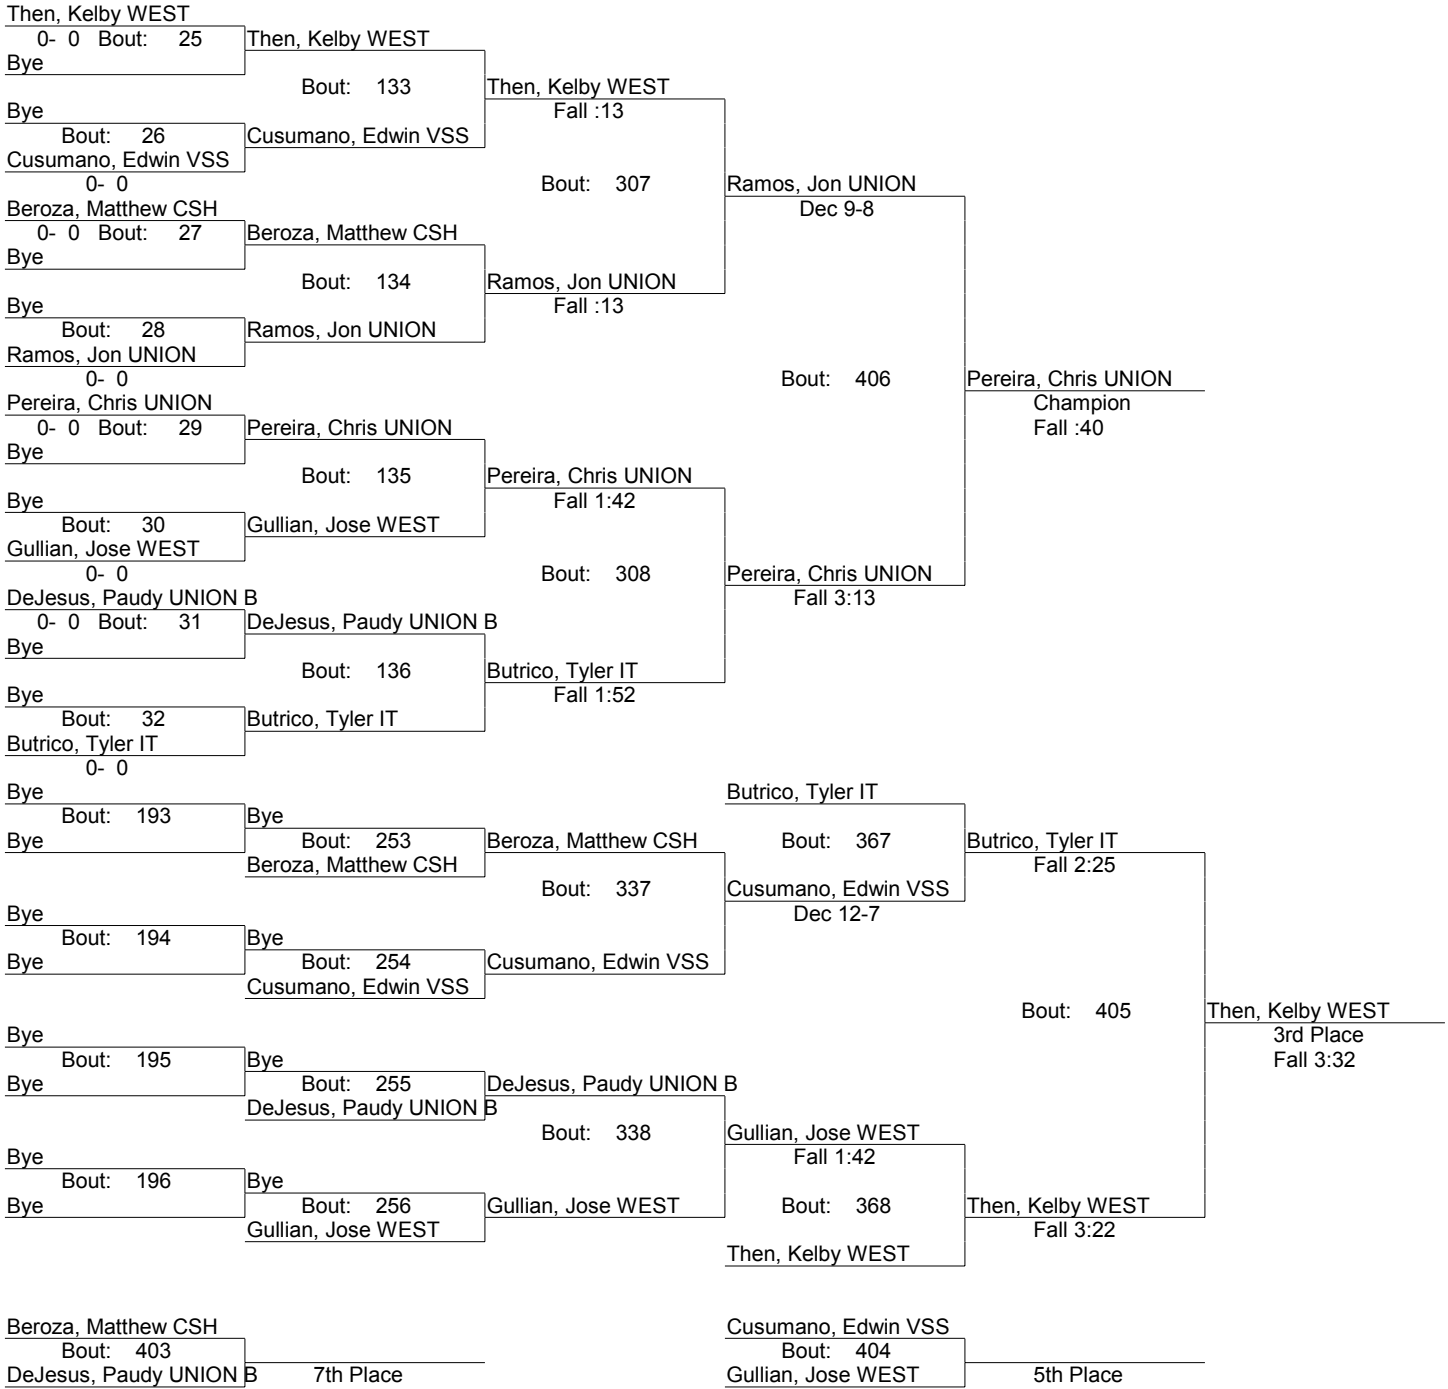 Then, Kelby WEST
0- 0 Bout: 25 Then, Kelby WEST
Bye
Bout: 133 Then, Kelby WEST
Bye Fall :13
Bout: 26 Cusumano, Edwin VSS
Cusumano, Edwin VSS
0- 0 Bout: 307 Ramos, Jon UNION
Beroza, Matthew CSH Dec 9-8
0- 0 Bout: 27 Beroza, Matthew CSH
Bye
Bout: 134 Ramos, Jon UNION
Bye Fall :13
Bout: 28 Ramos, Jon UNION
Ramos, Jon UNION
0- 0 Bout: 406 Pereira, Chris UNION
Pereira, Chris UNION Champion
0- 0 Bout: 29 Pereira, Chris UNION Fall :40
Bye
Bout: 135 Pereira, Chris UNION
Bye Fall 1:42
Bout: 30 Gullian, Jose WEST
Gullian, Jose WEST
0- 0 Bout: 308 Pereira, Chris UNION
DeJesus, Paudy UNION B Fall 3:13
0- 0 Bout: 31 DeJesus, Paudy UNION B
Bye
Bout: 136 Butrico, Tyler IT
Bye Fall 1:52
Bout: 32 Butrico, Tyler IT
Butrico, Tyler IT
0- 0
Bye Butrico, Tyler IT
Bout: 193 Bye
Bye Bout: 253 Beroza, Matthew CSH Bout: 367 Butrico, Tyler IT
Beroza, Matthew CSH Fall 2:25
Bout: 337 Cusumano, Edwin VSS
Bye Dec 12-7
Bout: 194 Bye
Bye Bout: 254 Cusumano, Edwin VSS
Cusumano, Edwin VSS
Bout: 405 Then, Kelby WEST
Bye 3rd Place
Bout: 195 Bye Fall 3:32
Bye Bout: 255 DeJesus, Paudy UNION B
DeJesus, Paudy UNION B
Bout: 338 Gullian, Jose WEST
Bye Fall 1:42
Bout: 196 Bye
Bye Bout: 256 Gullian, Jose WEST Bout: 368 Then, Kelby WEST
Gullian, Jose WEST Fall 3:22
Then, Kelby WEST
Beroza, Matthew CSH Cusumano, Edwin VSS
Bout: 403 Bout: 404
DeJesus, Paudy UNION B 7th Place Gullian, Jose WEST 5th Place